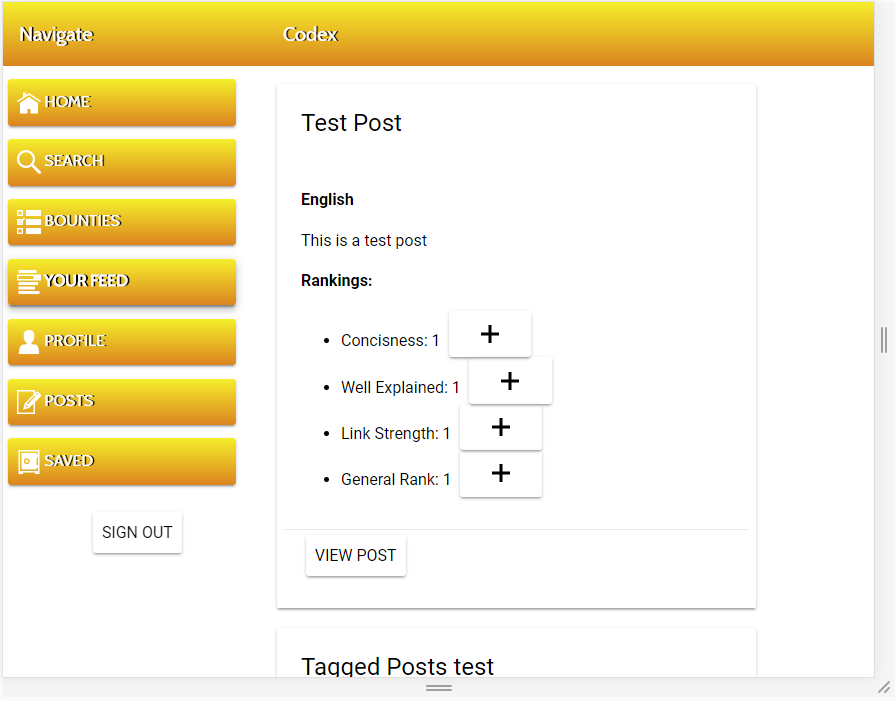 Navigate
Codex
HOME
SEARCH
BOUNTIES
YOUR FEED
PROFILE
POSTS
SAVED
SIGN OUT
Test Post
English
This is a test post
Rankings:
Concisness: 1
Well Explained: 1
Link Strength: 1
General Rank: 1
VIEW POST
Tagged Posts test